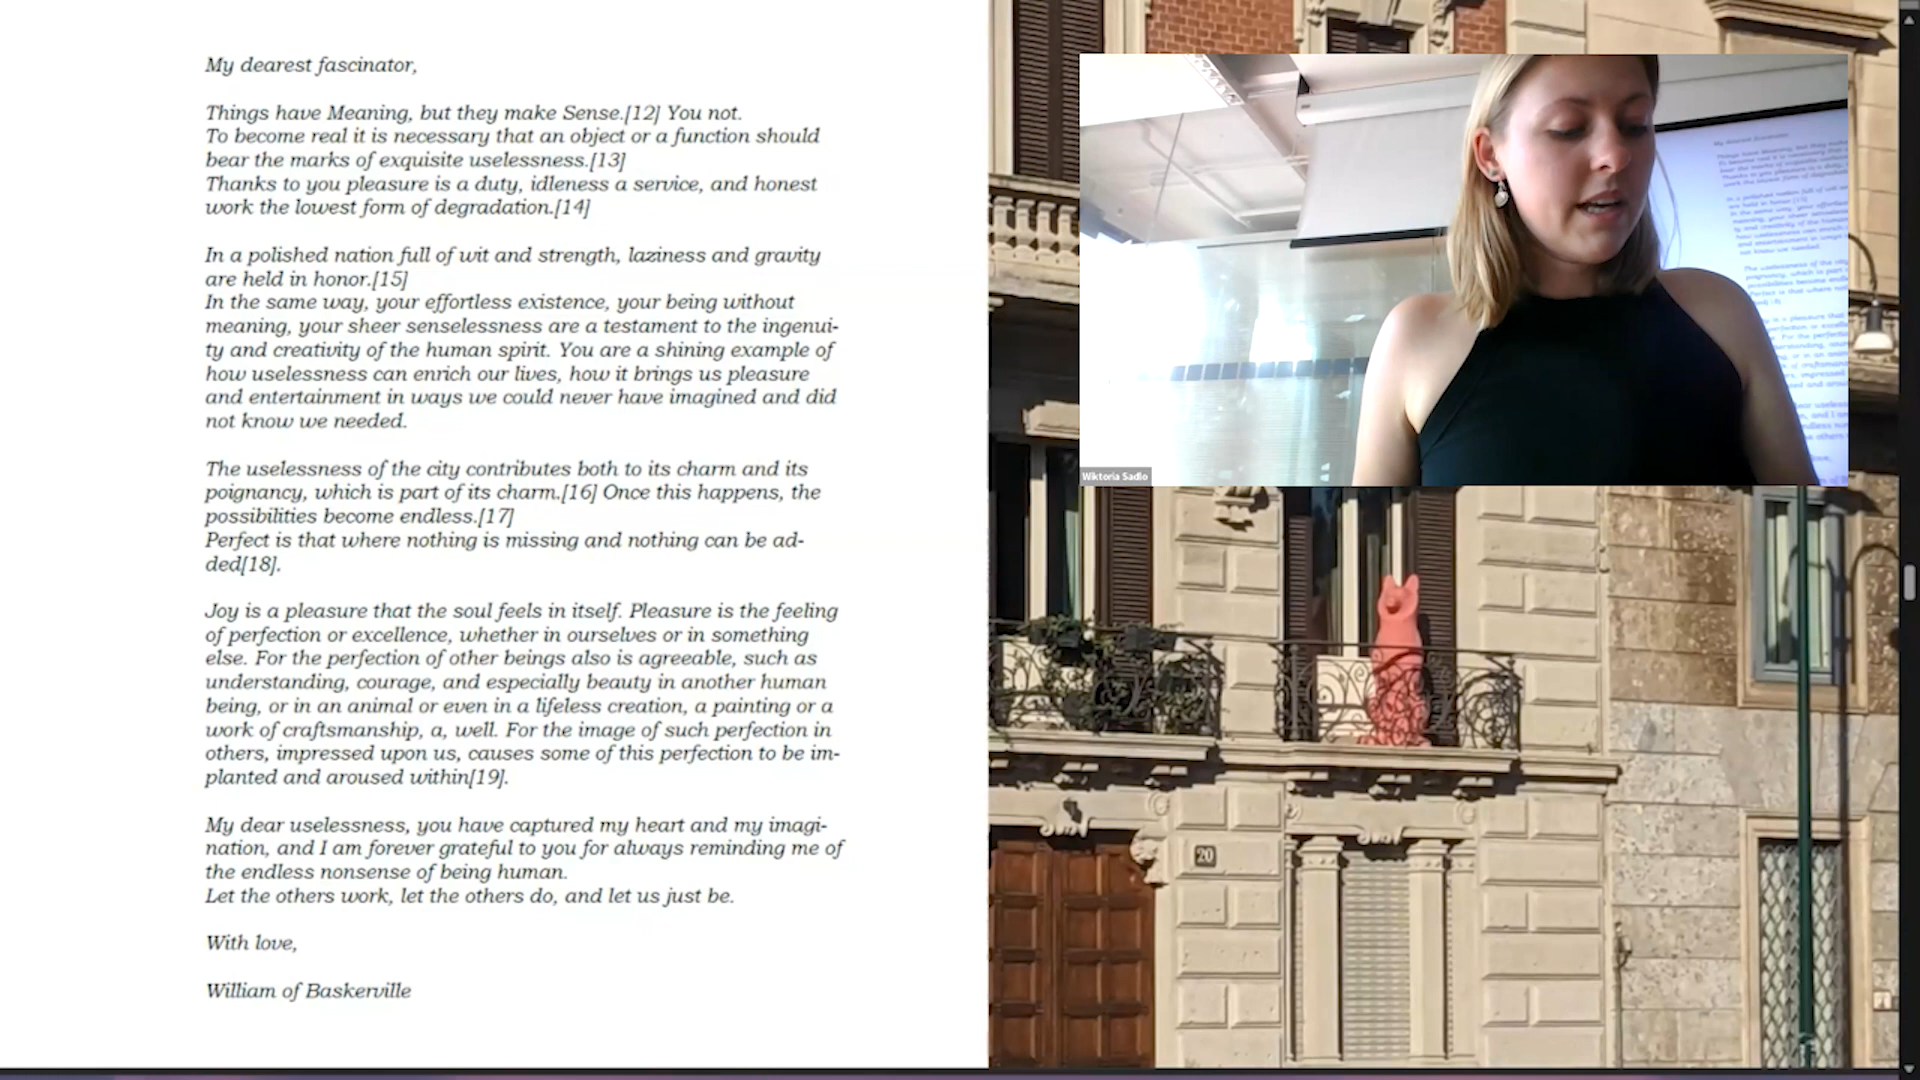 My dearest fascinator,
Things have Meaning, but they make Sense.[12] You not.
To become real it is necessary that an object or a function should
bear the marks of exquisite uselessness.[13]
Thanks to you pleasure is a duty, idleness a service, and honest
work the lowest form of degradation.[14]
In a polished nation full of wit and strength, laziness and gravity
are held in honor.[15]
In the same way, your effortless existence, your being without
meaning, your sheer senselessness are a testament to the ingenui-
ty and creativity of the human spirit. You are a shining example of
how uselessness can enrich our lives, how it brings us pleasure
and entertainment in ways we could never have imagined and did
not know we needed.
The uselessness of the city contributes both to its charm and its
poignancy, which is part of its charm.[16] Once this happens, the
possibilities become endless.[17]
Perfect is that where nothing is missing and nothing can be ad-
ded[18].
Joy is a pleasure that the soul feels in itself. Pleasure is the feeling
of perfection or excellence, whether in ourselves or in something
else. For the perfection of other beings also is agreeable, such as
understanding, courage, and especially beauty in another human
being, or in an animal or even in a lifeless creation, a painting or a
work of craftsmanship, a, well. For the image of such perfection in
others, impressed upon us, causes some of this perfection to be im-
planted and aroused within[19].
My dear uselessness, you have captured my heart and my imagi-
nation, and I am forever grateful to you for always reminding me of
the endless nonsense of being human.
Let the others work, let the others do, and let us just be.
With love,
William of Baskerville
Wiktoria Sadlo
20